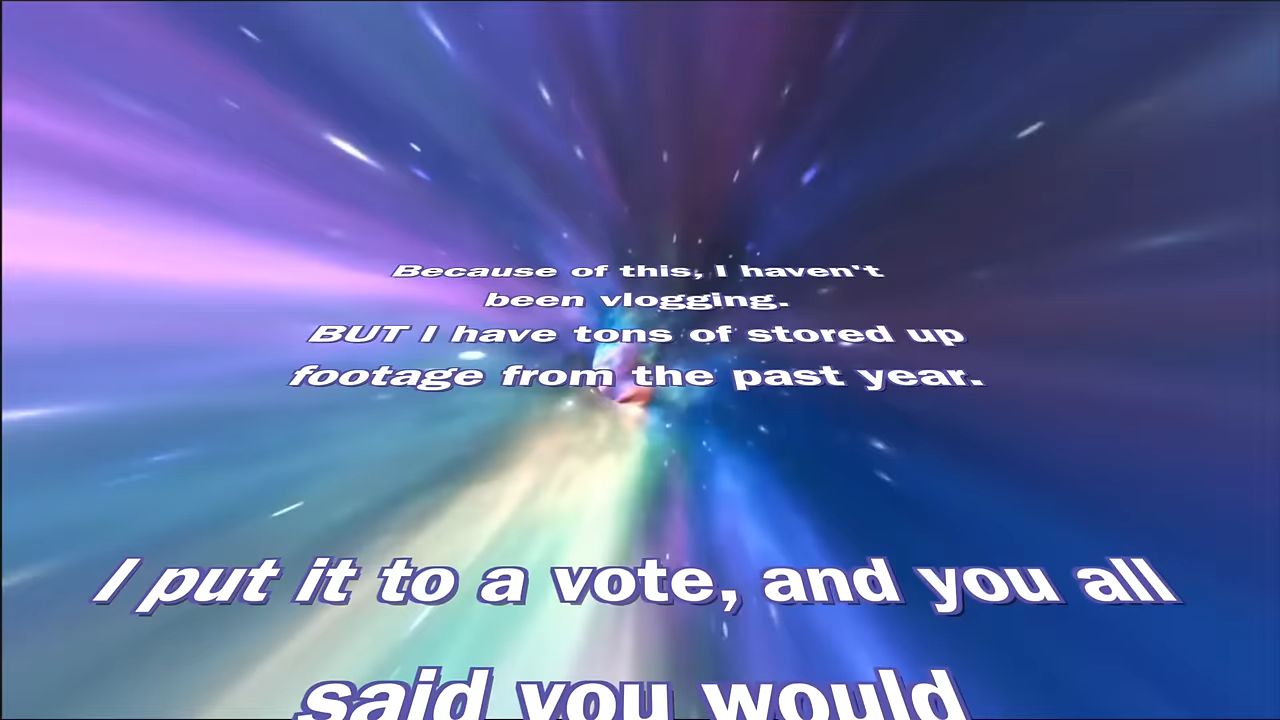 Because of this, I haven't
been vlogging.
BUT I have tons of stored up
footage from the past year.
I put it to a vote, and you all
said you would